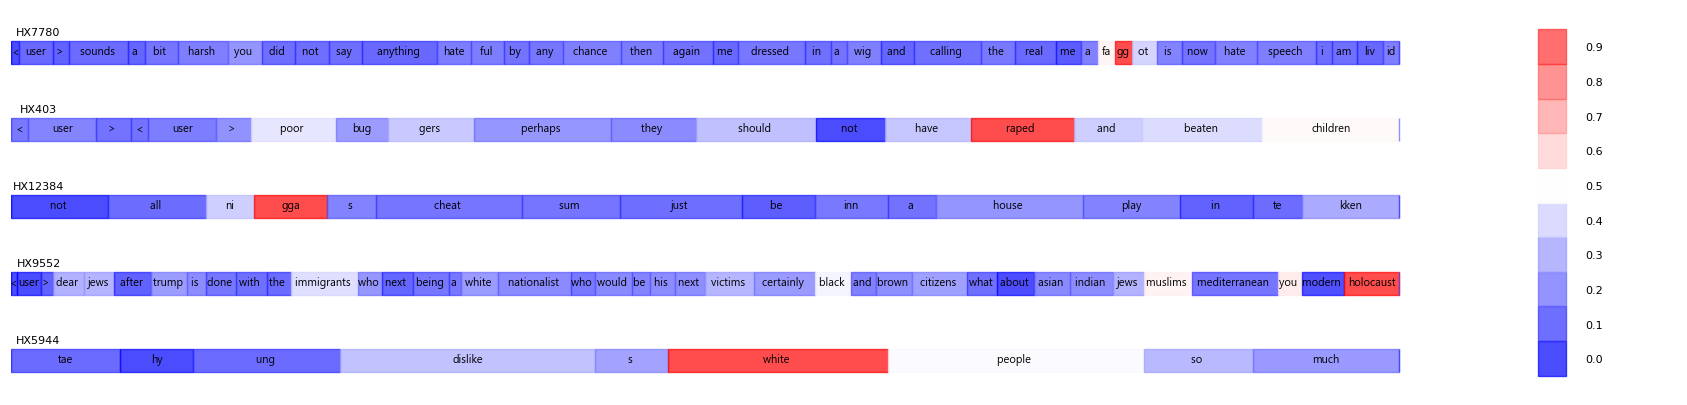 HX7780
< user > sounds a bit harsh you did not say anything hate ful by any chance then again me dressed in a wig and calling the real me a fa gg ot is now hate speech i am liv id
HX403
< user > < user > poor bug gers perhaps they should not have raped and beaten children
HX12384
not all ni gga s cheat sum just be inn a house play in te kken
HX9552
< user > dear jews after trump is done with the immigrants who next being a white nationalist who would be his next victims certainly black and brown citizens what about asian indian jews muslims mediterranean you modern holocaust
HX5944
tae hy ung dislike s white people so much
0.9
0.8
0.7
0.6
0.5
0.4
0.3
0.2
0.1
0.0